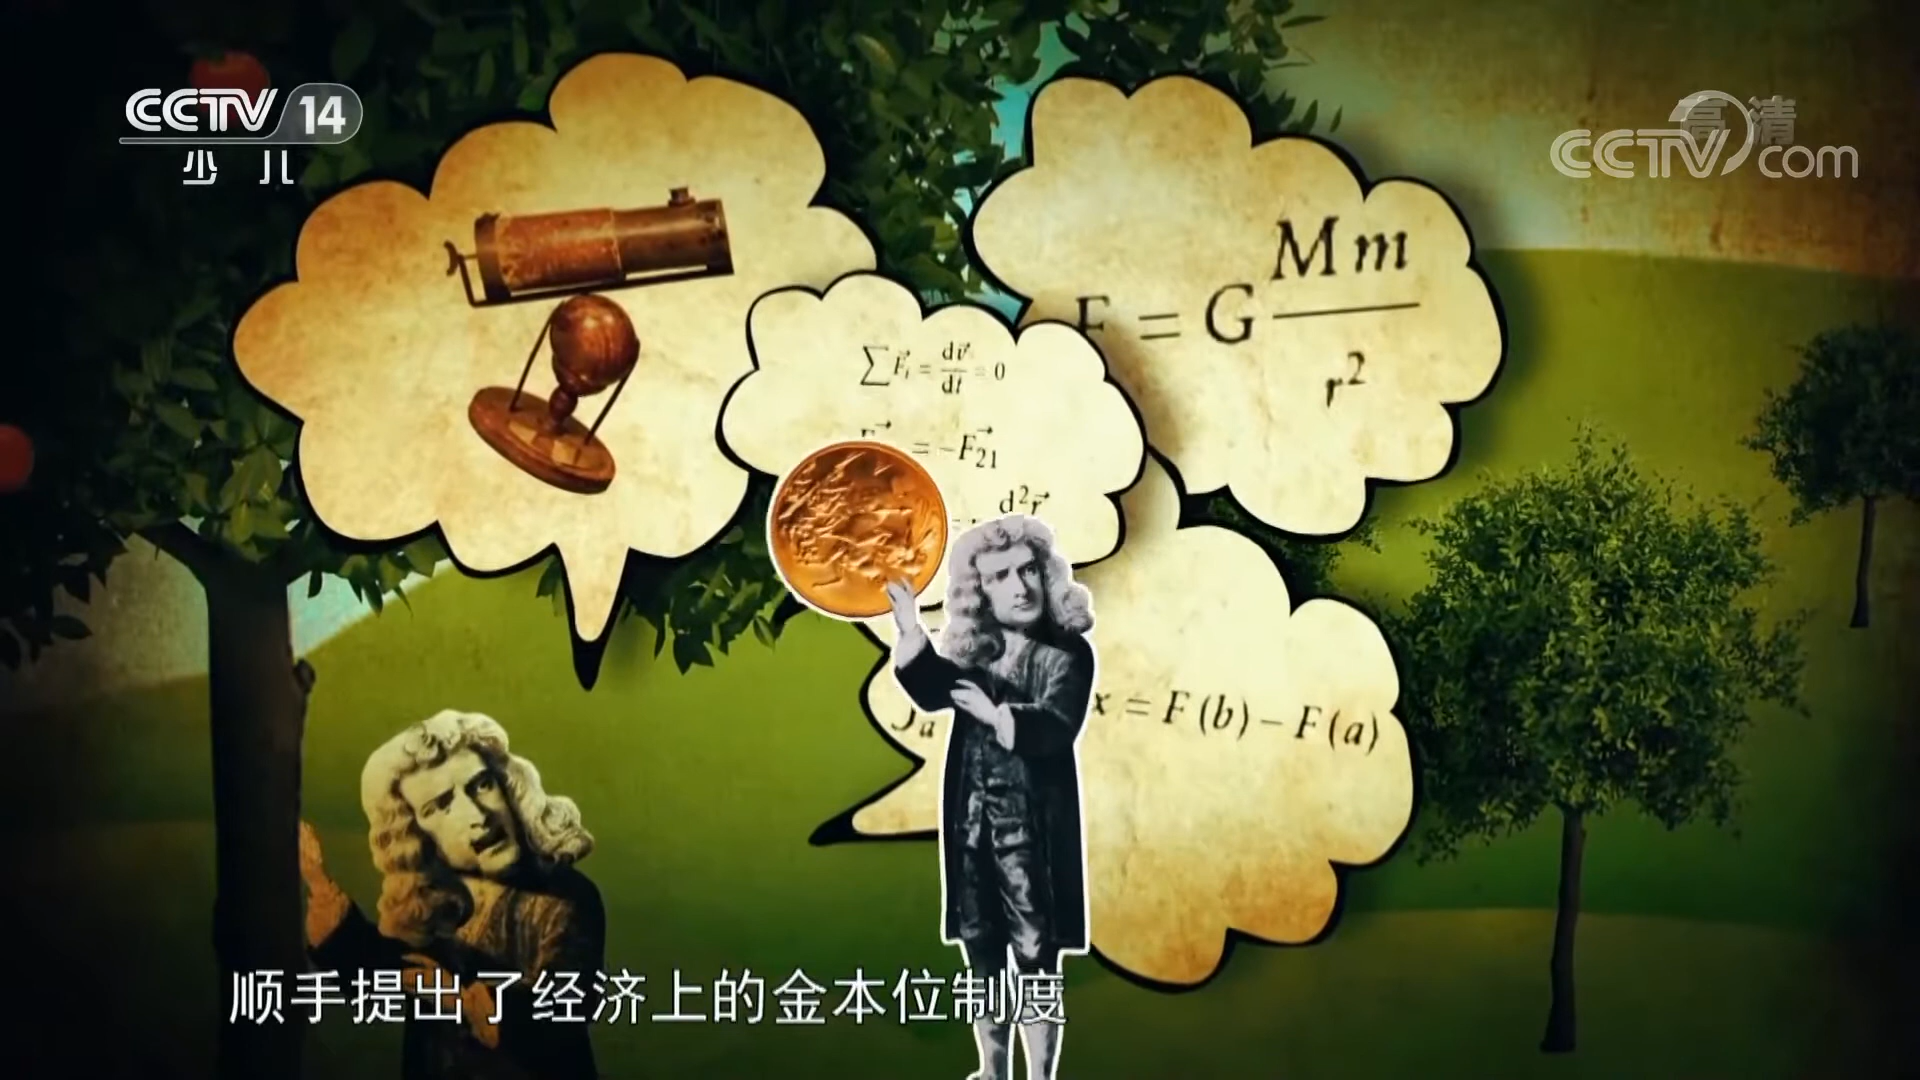 CCTV 14
少儿
高清
CCTV com
F = G Mm / r²
∑F⃗ᵢ = dv⃗/dt = 0
= −F⃗₂₁
d²r⃗
x = F(b) − F(a)
顺手提出了经济上的金本位制度